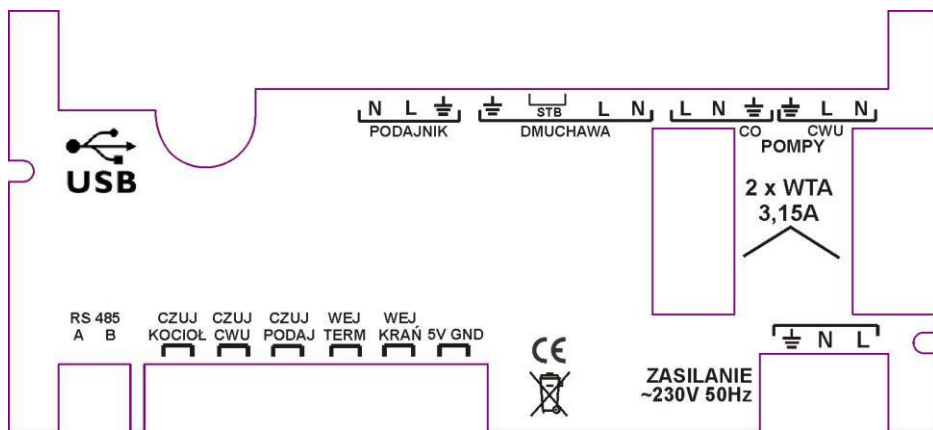 N L STB L N L N L N
PODAJNIK DMUCHAWA CO CWU
POMPY
USB
2 x WTA
3,15A
RS 485
A B
CZUJ
KOCIOŁ
CZUJ
CWU
CZUJ
PODAJ
WEJ
TERM
WEJ
KRAŃ
5V GND
CE
N L
ZASILANIE
~230V 50Hz